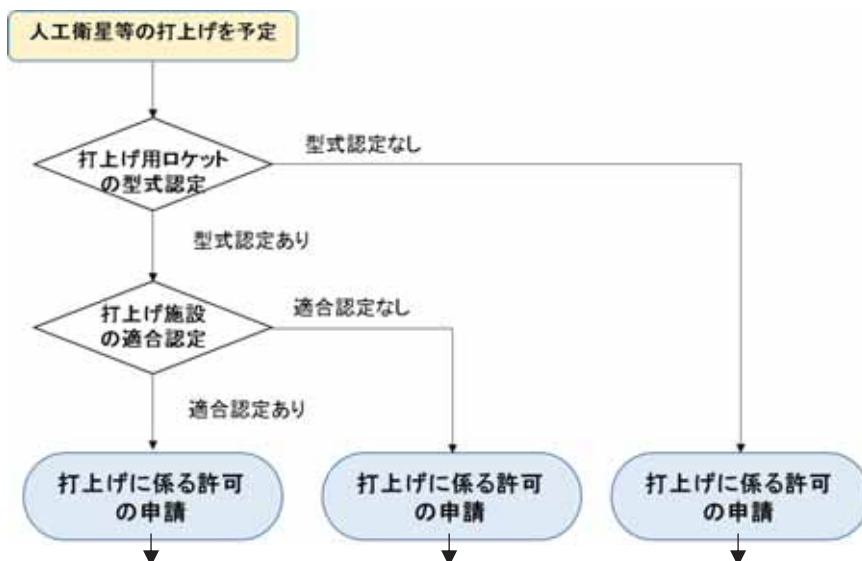 人工衛星等の打上げを予定
打上げ用ロケット
の型式認定
型式認定なし
型式認定あり
打上げ施設
の適合認定
適合認定なし
適合認定あり
打上げに係る許可
の申請
打上げに係る許可
の申請
打上げに係る許可
の申請